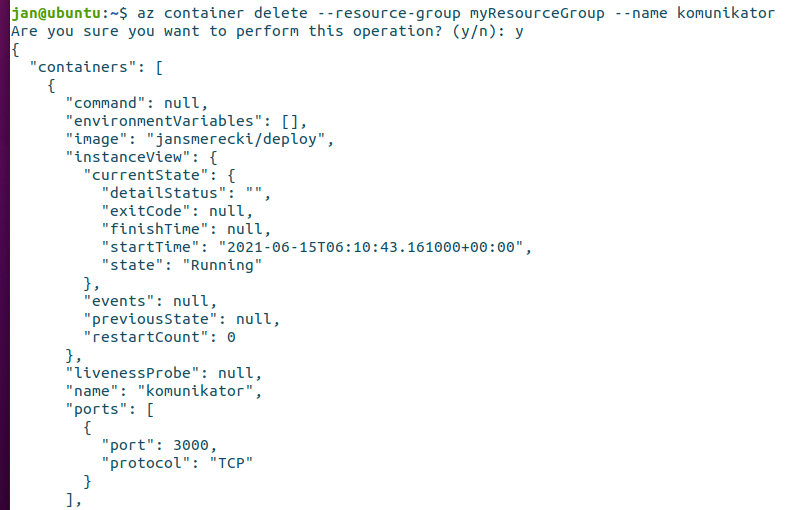 jan@ubuntu:~$ az container delete --resource-group myResourceGroup --name komunikator
Are you sure you want to perform this operation? (y/n): y
{
  "containers": [
    {
      "command": null,
      "environmentVariables": [],
      "image": "jansmerecki/deploy",
      "instanceView": {
        "currentState": {
          "detailStatus": "",
          "exitCode": null,
          "finishTime": null,
          "startTime": "2021-06-15T06:10:43.161000+00:00",
          "state": "Running"
        },
        "events": null,
        "previousState": null,
        "restartCount": 0
      },
      "livenessProbe": null,
      "name": "komunikator",
      "ports": [
        {
          "port": 3000,
          "protocol": "TCP"
        }
      ],